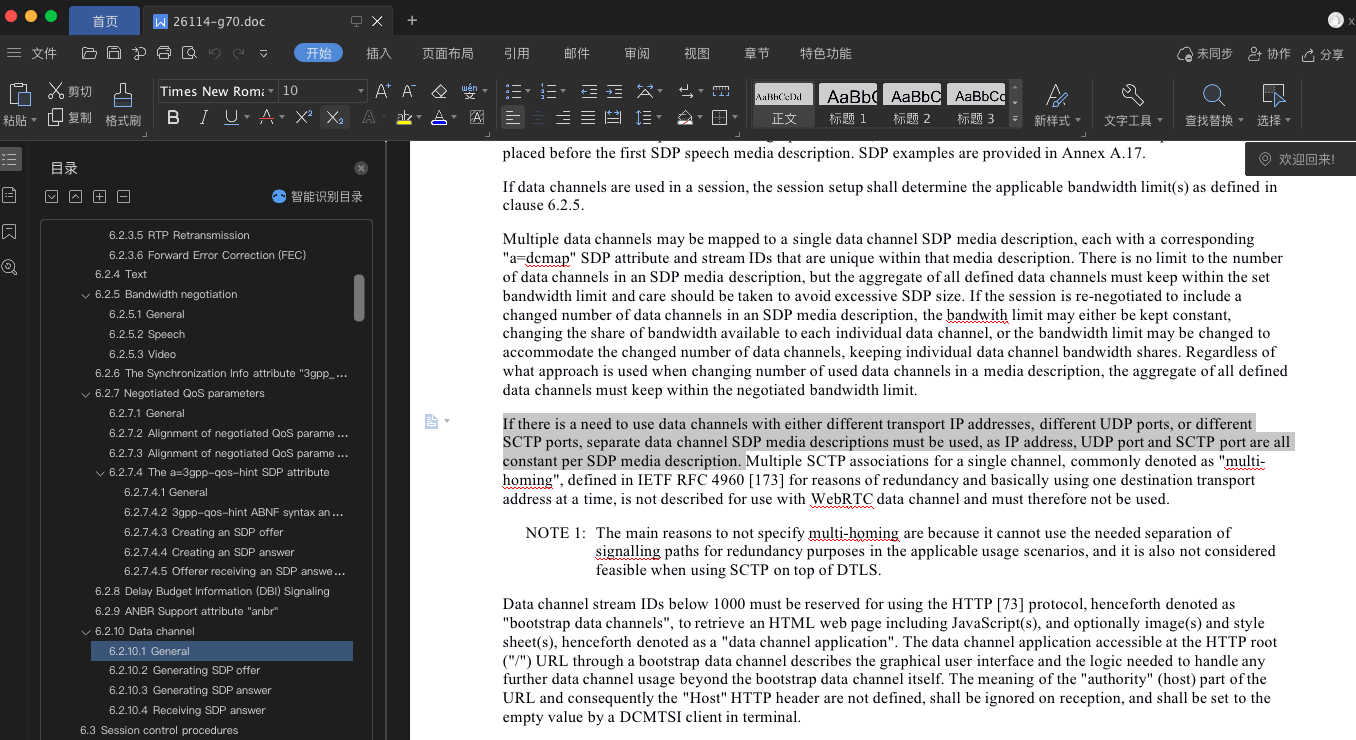 首页
26114-g70.doc
文件
开始
插入
页面布局
引用
邮件
审阅
视图
章节
特色功能
未同步
协作
分享
粘贴
剪切
复制
格式刷
Times New Roma
10
B I U A X² X₂ A A
AaBbCcDd
正文
AaBb(
标题 1
AaBbC
标题 2
AaBbCc
标题 3
新样式
文字工具
查找替换
选择
欢迎回来!
目录
智能识别目录
6.2.3.5 RTP Retransmission
6.2.3.6 Forward Error Correction (FEC)
6.2.4 Text
6.2.5 Bandwidth negotiation
6.2.5.1 General
6.2.5.2 Speech
6.2.5.3 Video
6.2.6 The Synchronization Info attribute "3gpp_...
6.2.7 Negotiated QoS parameters
6.2.7.1 General
6.2.7.2 Alignment of negotiated QoS parame ...
6.2.7.3 Alignment of negotiated QoS parame ...
6.2.7.4 The a=3gpp-qos-hint SDP attribute
6.2.7.4.1 General
6.2.7.4.2 3gpp-qos-hint ABNF syntax an ...
6.2.7.4.3 Creating an SDP offer
6.2.7.4.4 Creating an SDP answer
6.2.7.4.5 Offerer receiving an SDP answe ...
6.2.8 Delay Budget Information (DBI) Signaling
6.2.9 ANBR Support attribute "anbr"
6.2.10 Data channel
6.2.10.1 General
6.2.10.2 Generating SDP offer
6.2.10.3 Generating SDP answer
6.2.10.4 Receiving SDP answer
6.3 Session control procedures
placed before the first SDP speech media description. SDP examples are provided in Annex A.17.
If data channels are used in a session, the session setup shall determine the applicable bandwidth limit(s) as defined in
clause 6.2.5.
Multiple data channels may be mapped to a single data channel SDP media description, each with a corresponding
"a=dcmap" SDP attribute and stream IDs that are unique within that media description. There is no limit to the number
of data channels in an SDP media description, but the aggregate of all defined data channels must keep within the set
bandwidth limit and care should be taken to avoid excessive SDP size. If the session is re-negotiated to include a
changed number of data channels in an SDP media description, the bandwith limit may either be kept constant,
changing the share of bandwidth available to each individual data channel, or the bandwidth limit may be changed to
accommodate the changed number of data channels, keeping individual data channel bandwidth shares. Regardless of
what approach is used when changing number of used data channels in a media description, the aggregate of all defined
data channels must keep within the negotiated bandwidth limit.
If there is a need to use data channels with either different transport IP addresses, different UDP ports, or different
SCTP ports, separate data channel SDP media descriptions must be used, as IP address, UDP port and SCTP port are all
constant per SDP media description. Multiple SCTP associations for a single channel, commonly denoted as "multi-
homing", defined in IETF RFC 4960 [173] for reasons of redundancy and basically using one destination transport
address at a time, is not described for use with WebRTC data channel and must therefore not be used.
NOTE 1: The main reasons to not specify multi-homing are because it cannot use the needed separation of
signalling paths for redundancy purposes in the applicable usage scenarios, and it is also not considered
feasible when using SCTP on top of DTLS.
Data channel stream IDs below 1000 must be reserved for using the HTTP [73] protocol, henceforth denoted as
"bootstrap data channels", to retrieve an HTML web page including JavaScript(s), and optionally image(s) and style
sheet(s), henceforth denoted as a "data channel application". The data channel application accessible at the HTTP root
("/") URL through a bootstrap data channel describes the graphical user interface and the logic needed to handle any
further data channel usage beyond the bootstrap data channel itself. The meaning of the "authority" (host) part of the
URL and consequently the "Host" HTTP header are not defined, shall be ignored on reception, and shall be set to the
empty value by a DCMTSI client in terminal.